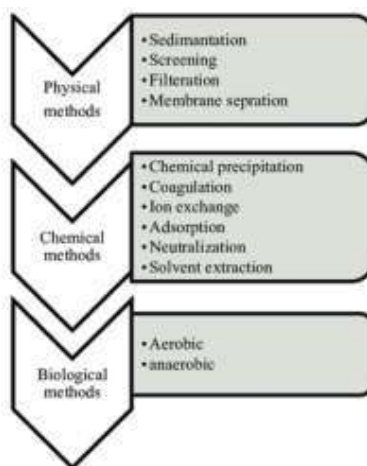 Physical
methods
• Sedimantation
• Screening
• Filteration
• Membrane sepration
Chemical
methods
• Chemical precipitation
• Coagulation
• Ion exchange
• Adsorption
• Neutralization
• Solvent extraction
Biological
methods
• Aerobic
• anaerobic